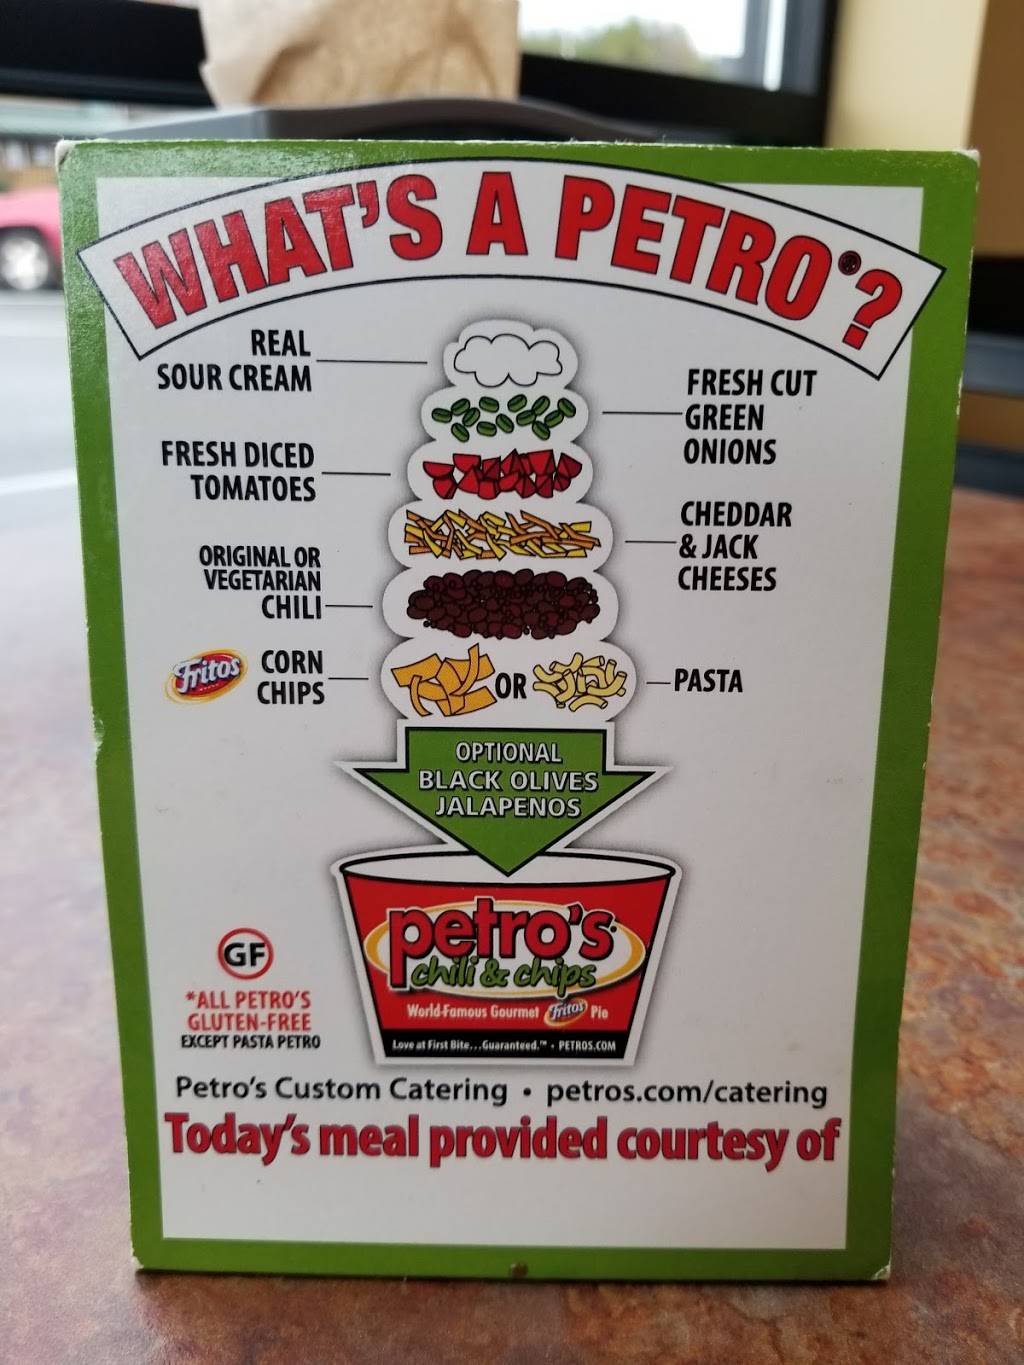 WHAT'S A PETRO®?
REAL
SOUR CREAM
FRESH CUT
GREEN
ONIONS
FRESH DICED
TOMATOES
CHEDDAR
& JACK
CHEESES
ORIGINAL OR
VEGETARIAN
CHILI
Fritos
CORN
CHIPS
OR
PASTA
OPTIONAL
BLACK OLIVES
JALAPENOS
petro's
chili & chips
World-Famous Gourmet Fritos Pie
Love at First Bite...Guaranteed.™ • PETROS.COM
GF
*ALL PETRO'S
GLUTEN-FREE
EXCEPT PASTA PETRO
Petro's Custom Catering • petros.com/catering
Today's meal provided courtesy of